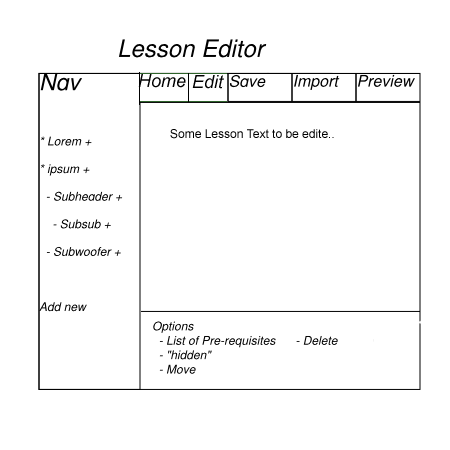 Lesson Editor
Nav
Home Edit Save Import Preview
Some Lesson Text to be edite..
* Lorem +
* ipsum +
- Subheader +
- Subsub +
- Subwoofer +
Add new
Options
- List of Pre-requisites - Delete
- "hidden"
- Move